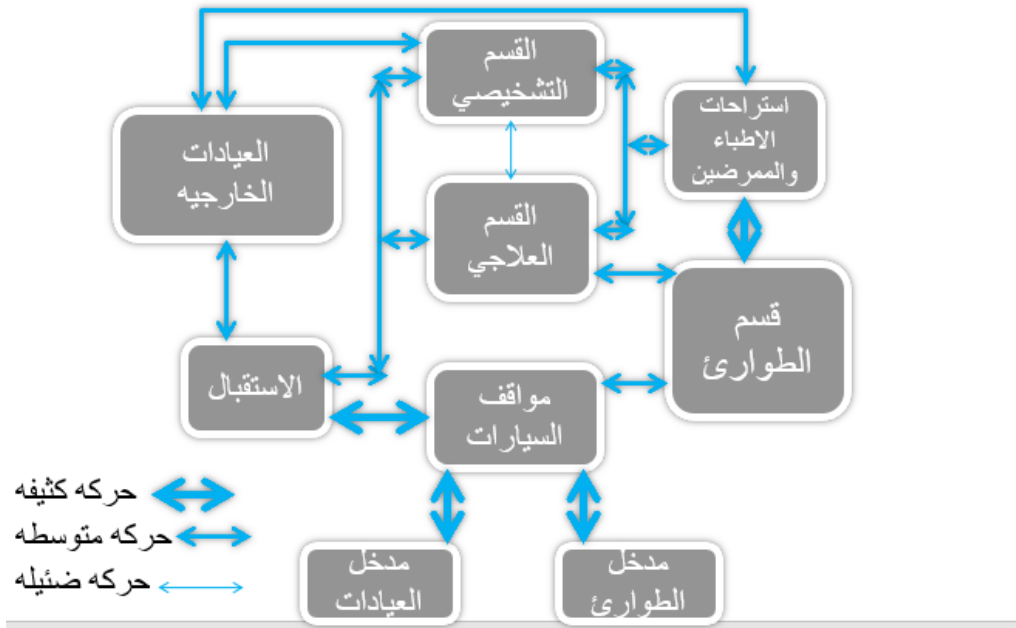 القسم
التشخيصي
استراحات
الاطباء
والممرضين
العيادات
الخارجيه
القسم
العلاجي
قسم
الطوارئ
الاستقبال
مواقف
السيارات
حركه كثيفه
حركه متوسطه
حركه ضئيله
مدخل
الطوارئ
مدخل
العيادات